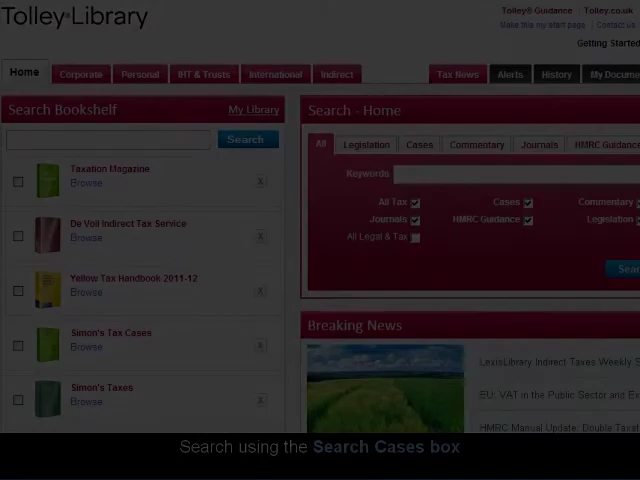 Tolley®Library
Tolley® Guidance
Tolley.co.uk
Make this my start page
Contact us
Getting Started
Home
Corporate
Personal
IHT & Trusts
International
Indirect
Tax News
Alerts
History
My Docume
Search Bookshelf
My Library
Search
Taxation Magazine
Browse
X
De Voil Indirect Tax Service
Browse
X
Yellow Tax Handbook 2011-12
Browse
X
Simon's Tax Cases
Browse
X
Simon's Taxes
Browse
X
Search - Home
All
Legislation
Cases
Commentary
Journals
HMRC Guidance
Keywords
All Tax
Cases
Commentary
Journals
HMRC Guidance
Legislation
All Legal & Tax
Sear
Breaking News
LexisLibrary Indirect Taxes Weekly
EU: VAT in the Public Sector and Ex
HMRC Manual Update: Double Taxat
Search using the Search Cases box